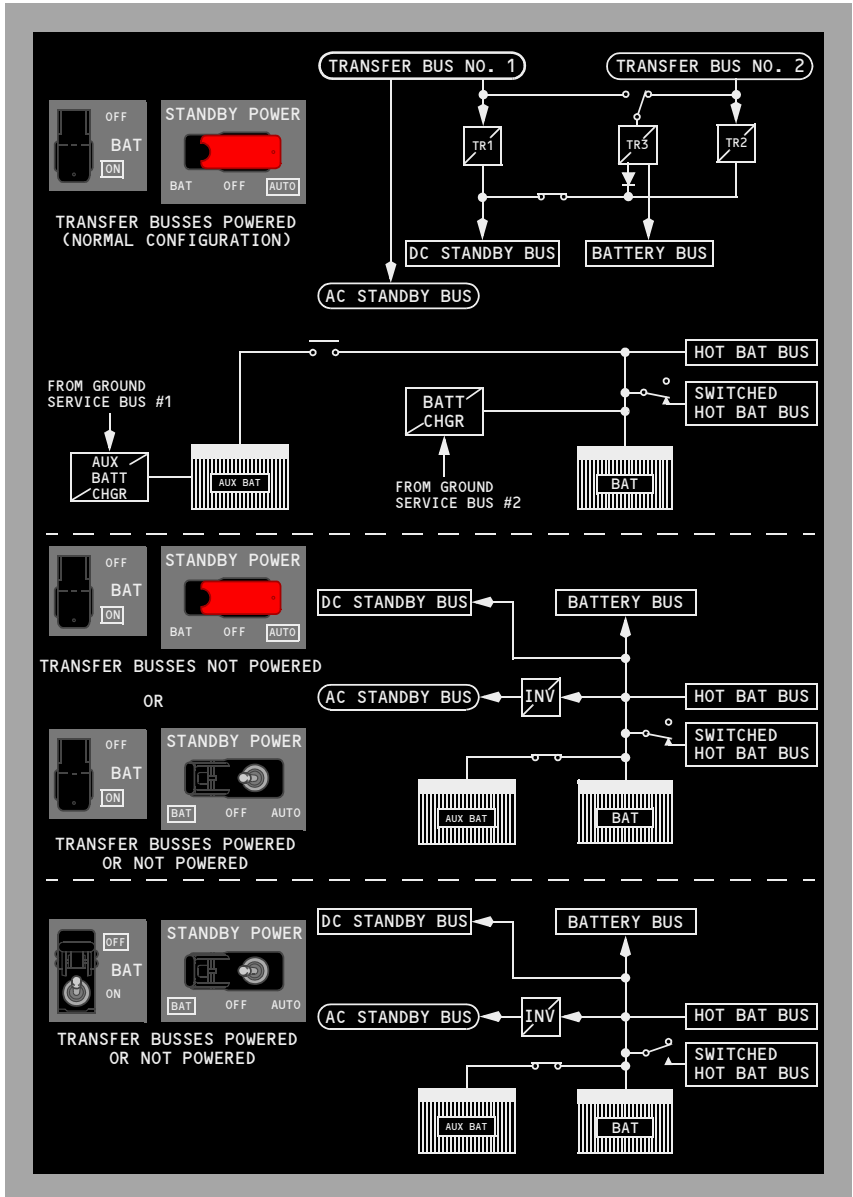 TRANSFER BUS NO. 1
TRANSFER BUS NO. 2
OFF
BAT
ON
STANDBY POWER
BAT
OFF
AUTO
TR1
TR3
TR2
TRANSFER BUSSES POWERED
(NORMAL CONFIGURATION)
DC STANDBY BUS
BATTERY BUS
AC STANDBY BUS
HOT BAT BUS
FROM GROUND
SERVICE BUS #1
BATT
CHGR
SWITCHED
HOT BAT BUS
AUX
BATT
CHGR
AUX BAT
FROM GROUND
SERVICE BUS #2
BAT
OFF
BAT
ON
STANDBY POWER
BAT
OFF
AUTO
DC STANDBY BUS
BATTERY BUS
TRANSFER BUSSES NOT POWERED
OR
AC STANDBY BUS
INV
HOT BAT BUS
SWITCHED
HOT BAT BUS
OFF
BAT
ON
STANDBY POWER
BAT
OFF
AUTO
AUX BAT
BAT
TRANSFER BUSSES POWERED
OR NOT POWERED
DC STANDBY BUS
BATTERY BUS
OFF
BAT
ON
STANDBY POWER
BAT
OFF
AUTO
AC STANDBY BUS
INV
HOT BAT BUS
TRANSFER BUSSES POWERED
OR NOT POWERED
SWITCHED
HOT BAT BUS
AUX BAT
BAT